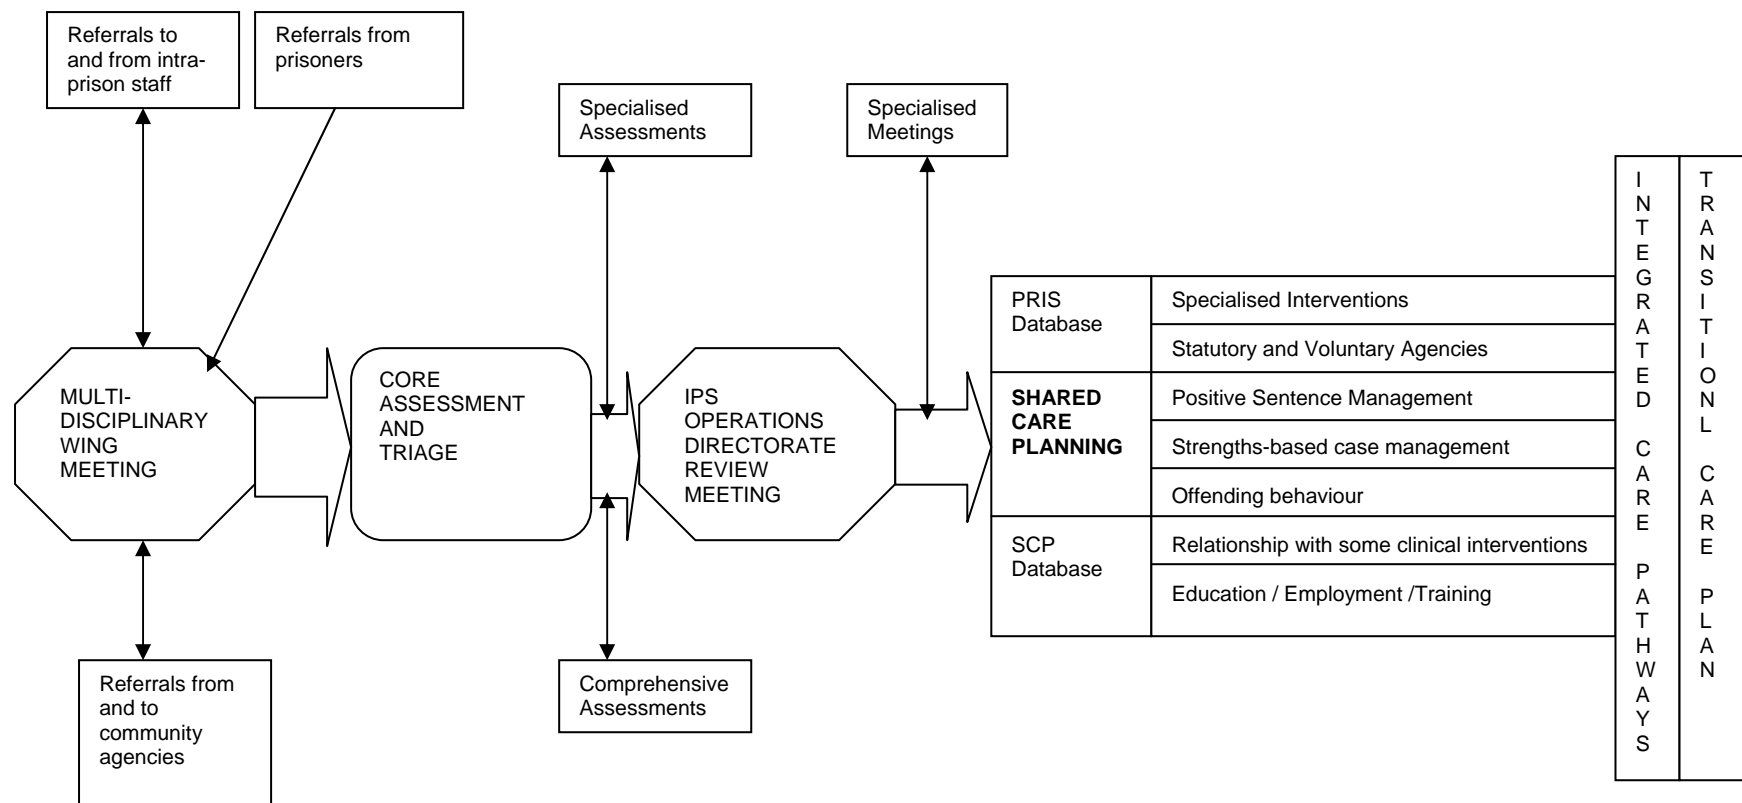 Referrals to
and from intra-
prison staff
Referrals from
prisoners
Specialised
Assessments
Specialised
Meetings
MULTI-
DISCIPLINARY
WING
MEETING
CORE
ASSESSMENT
AND
TRIAGE
IPS
OPERATIONS
DIRECTORATE
REVIEW
MEETING
PRIS
Database
Specialised Interventions
Statutory and Voluntary Agencies
SHARED
CARE
PLANNING
Positive Sentence Management
Strengths-based case management
Offending behaviour
SCP
Database
Relationship with some clinical interventions
Education / Employment /Training
INTEGRATED CARE PATHWAYS
TRANSITIONL CARE PLAN
Referrals from
and to
community
agencies
Comprehensive
Assessments